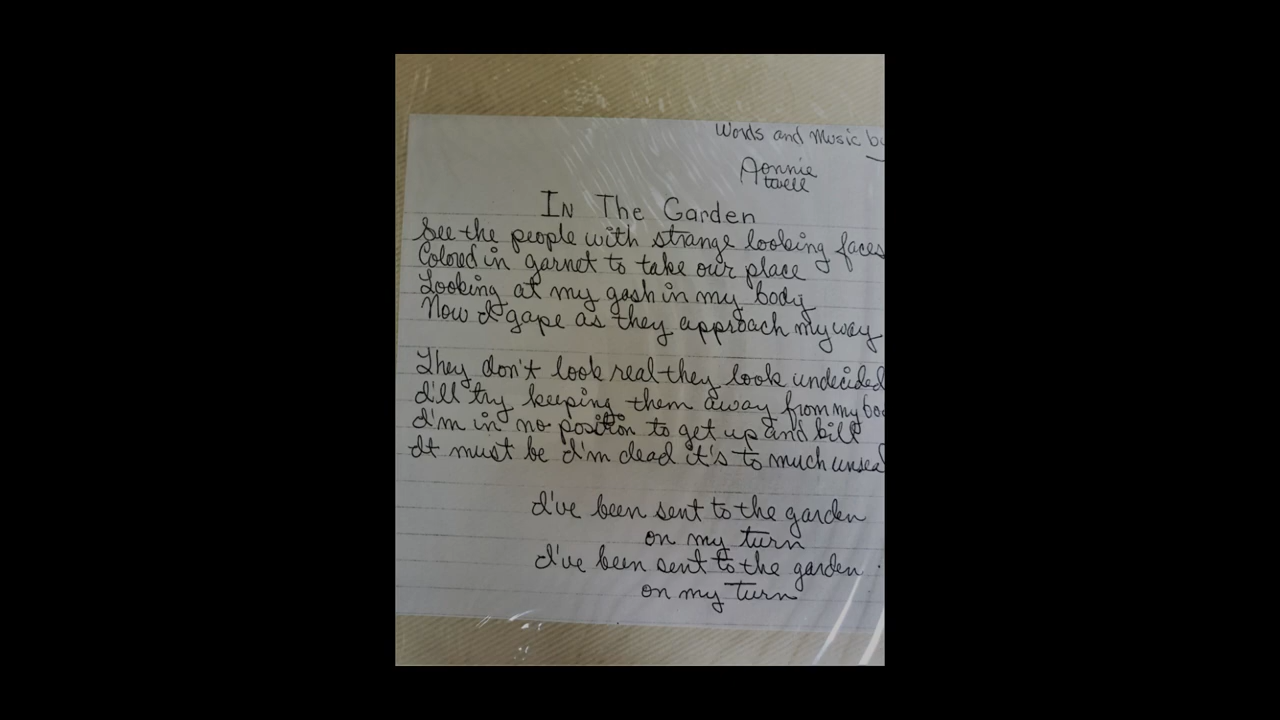 Words and Music by
Aonnie
twell
In The Garden
See the people with strange looking faces
Colored in garnet to take our place
Looking at my gash in my body
Now I gape as they approach my way
They don't look real they look undecided
I'll try keeping them away from my
I'm in no position to get up and
It must be I'm dead it's to much
I've been sent to the garden
on my turn
I've been sent to the garden
on my turn